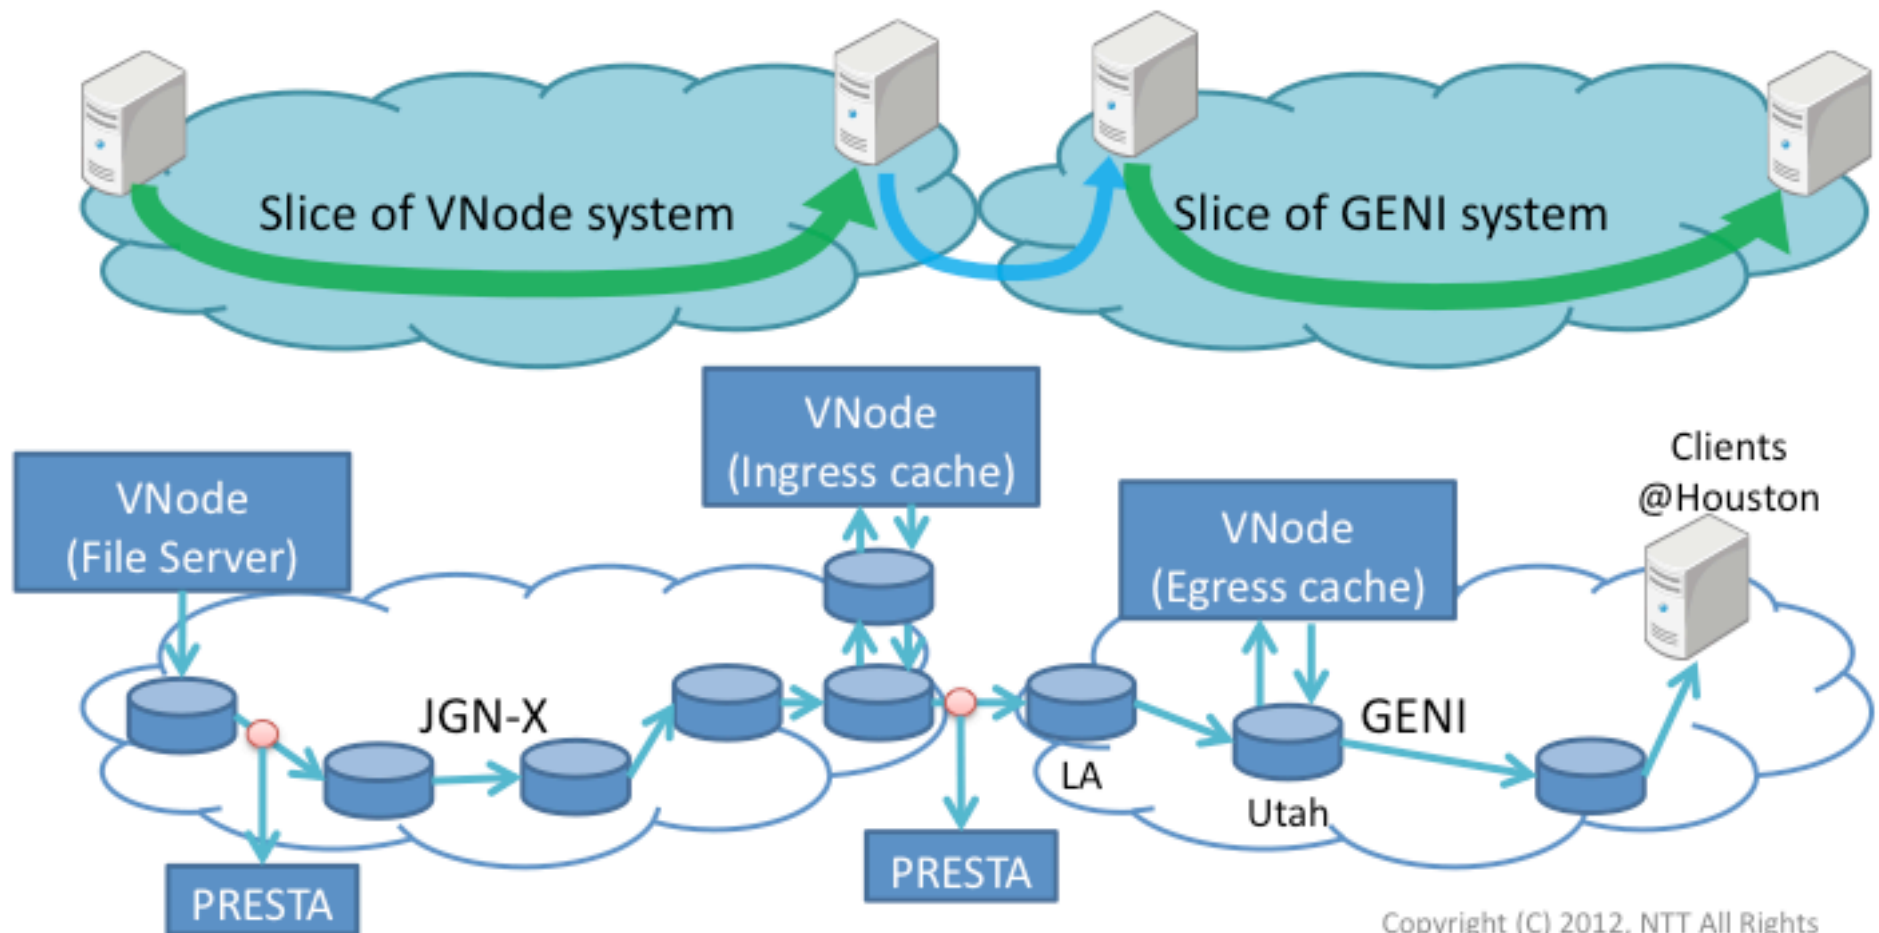 Slice of VNode system
Slice of GENI system
VNode
(Ingress cache)
VNode
(File Server)
VNode
(Egress cache)
Clients
@Houston
JGN-X
GENI
LA
Utah
PRESTA
PRESTA
Copyright (C) 2012, NTT All Rights